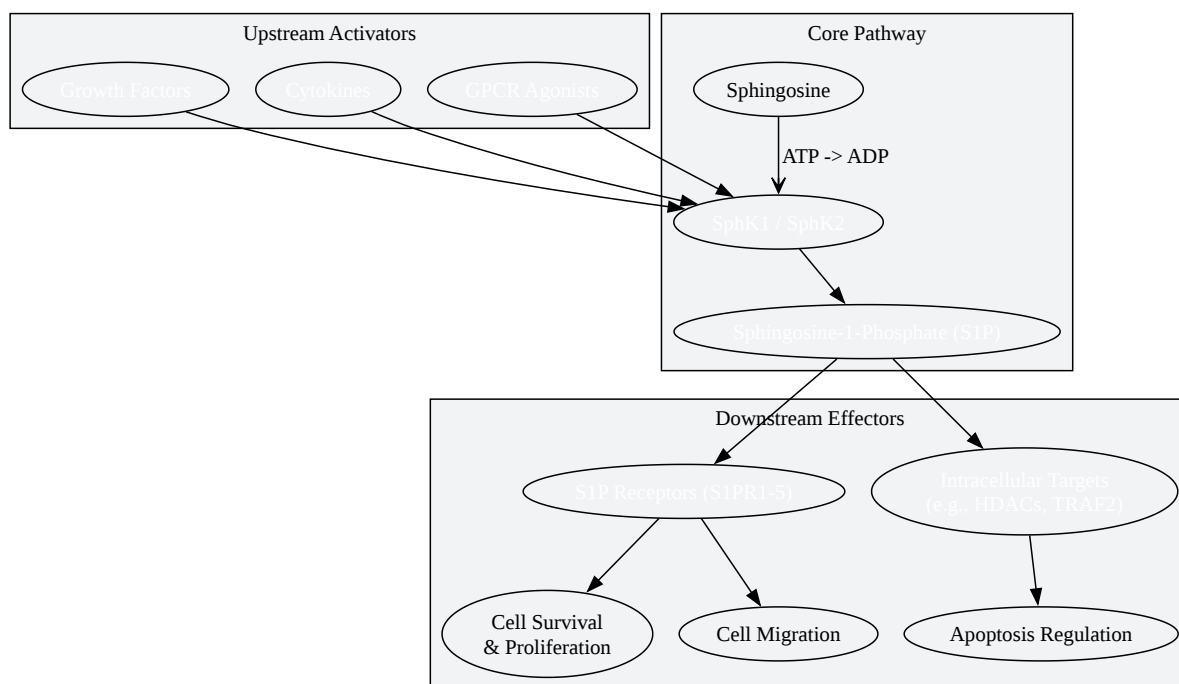 Upstream Activators
Growth Factors
Cytokines
GPCR Agonists
Core Pathway
Sphingosine
ATP -> ADP
SphK1 / SphK2
Sphingosine-1-Phosphate (S1P)
Downstream Effectors
S1P Receptors (S1PR1-5)
Intracellular Targets
(e.g., HDACs, TRAF2)
Cell Survival
& Proliferation
Cell Migration
Apoptosis Regulation